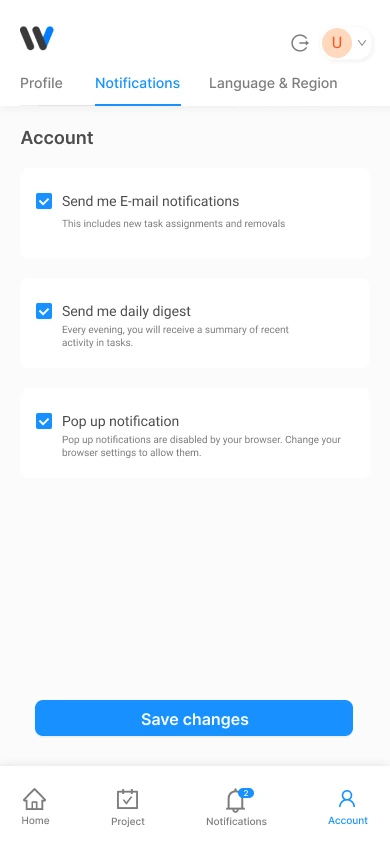 U
Profile
Notifications
Language & Region
Account
Send me E-mail notifications
This includes new task assignments and removals
Send me daily digest
Every evening, you will receive a summary of recent
activity in tasks.
Pop up notification
Pop up notifications are disabled by your browser. Change your
browser settings to allow them.
Save changes
2
Home
Project
Notifications
Account